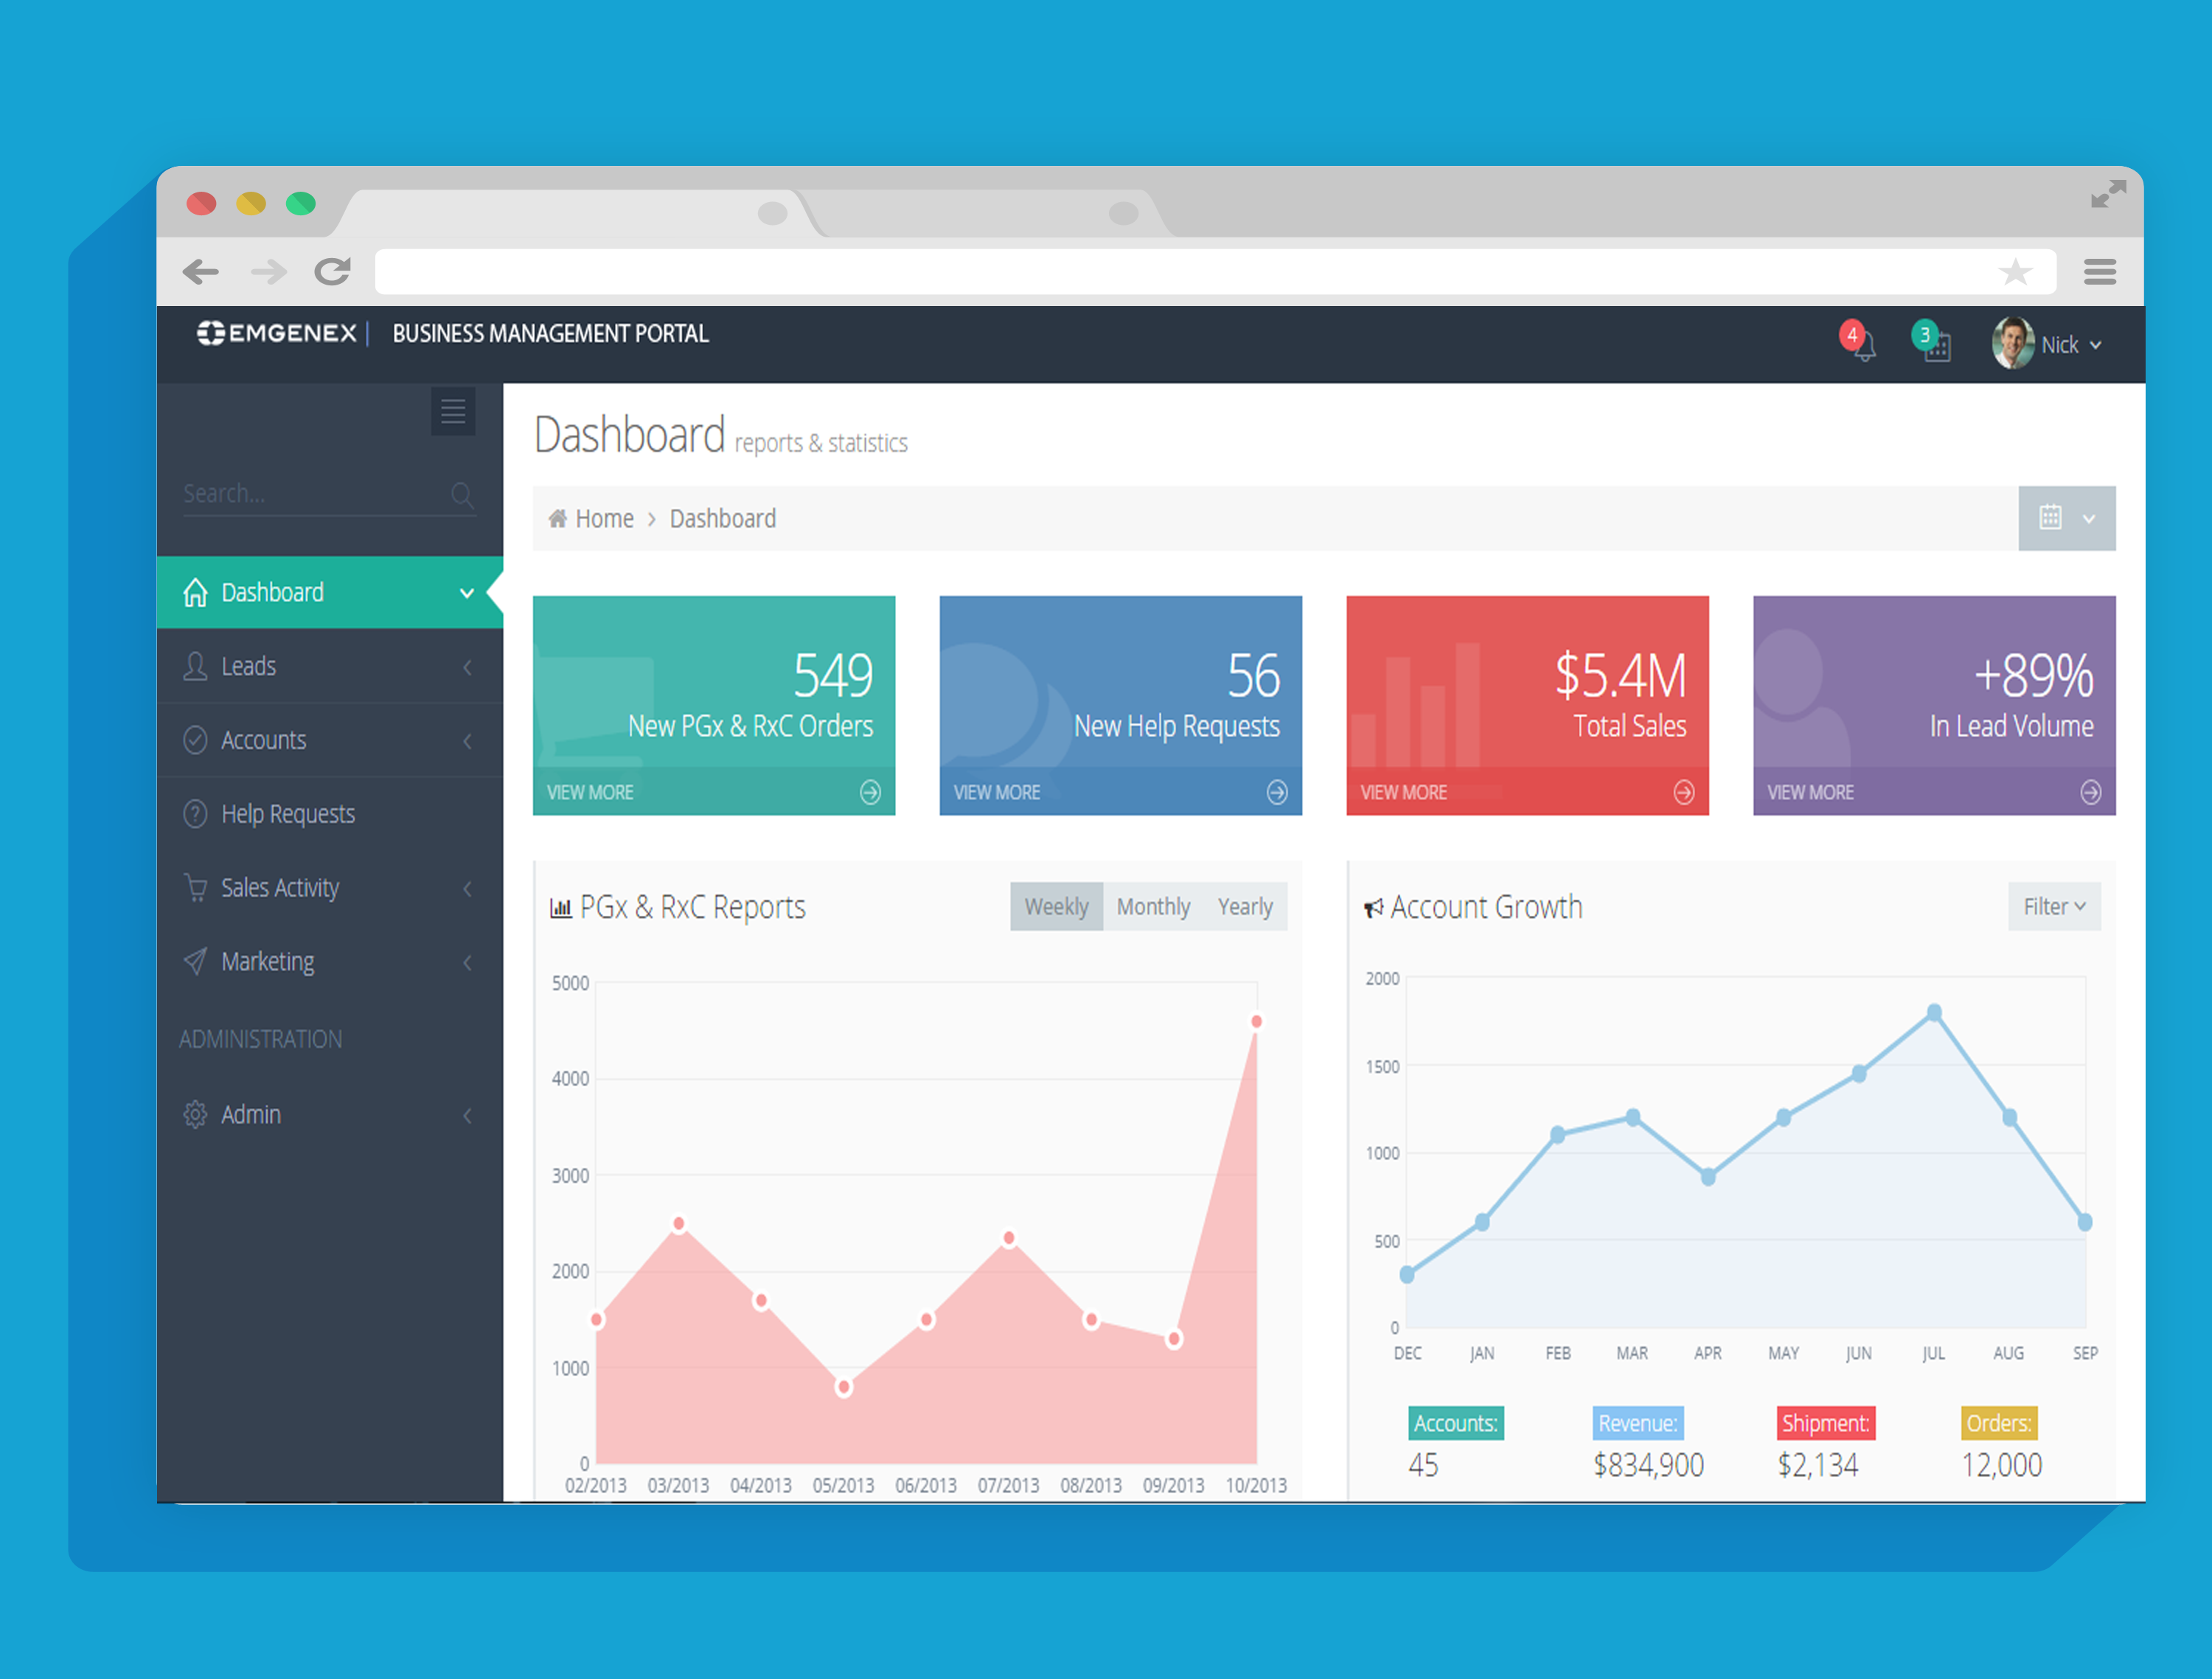 EMGENEX | BUSINESS MANAGEMENT PORTAL
4
3
Nick
Search...
Dashboard
Leads
Accounts
Help Requests
Sales Activity
Marketing
ADMINISTRATION
Admin
Dashboard reports & statistics
Home > Dashboard
549
New PGx & RxC Orders
VIEW MORE
56
New Help Requests
VIEW MORE
$5.4M
Total Sales
VIEW MORE
+89%
In Lead Volume
VIEW MORE
PGx & RxC Reports
Weekly Monthly Yearly
5000
4000
3000
2000
1000
0
02/2013 03/2013 04/2013 05/2013 06/2013 07/2013 08/2013 09/2013 10/2013
Account Growth
Filter
2000
1500
1000
500
0
DEC JAN FEB MAR APR MAY JUN JUL AUG SEP
Accounts: Revenue: Shipment: Orders:
45 $834,900 $2,134 12,000